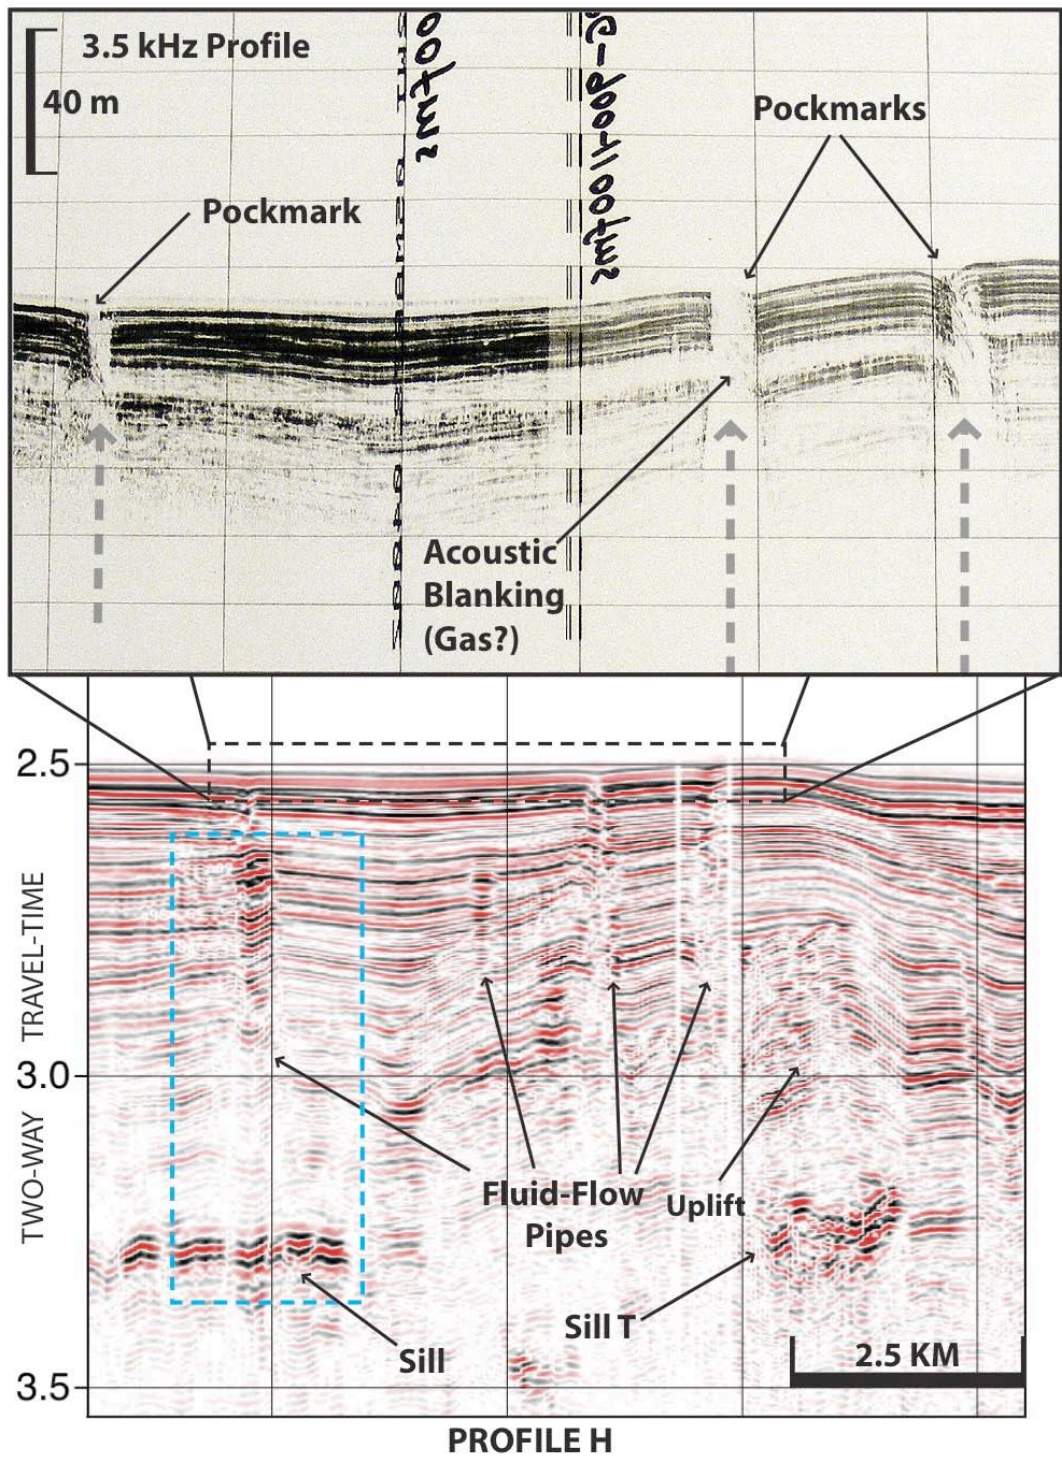 3.5 kHz Profile
40 m
Pockmark
Pockmarks
Acoustic
Blanking
(Gas?)
2.5
3.0
3.5
TWO-WAY TRAVEL-TIME
Fluid-Flow
Pipes
Uplift
Sill
Sill T
2.5 KM
PROFILE H